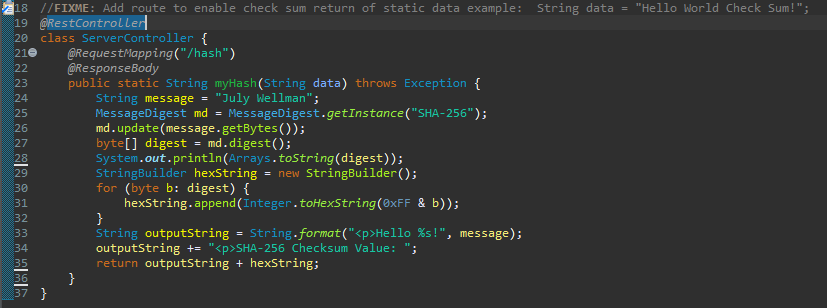 18 //FIXME: Add route to enable check sum return of static data example:  String data = "Hello World Check Sum!";
19 @RestController
20 class ServerController {
21     @RequestMapping("/hash")
22     @ResponseBody
23     public static String myHash(String data) throws Exception {
24         String message = "July Wellman";
25         MessageDigest md = MessageDigest.getInstance("SHA-256");
26         md.update(message.getBytes());
27         byte[] digest = md.digest();
28         System.out.println(Arrays.toString(digest));
29         StringBuilder hexString = new StringBuilder();
30         for (byte b: digest) {
31             hexString.append(Integer.toHexString(0xFF & b));
32         }
33         String outputString = String.format("<p>Hello %s!", message);
34         outputString += "<p>SHA-256 Checksum Value: ";
35         return outputString + hexString;
36     }
37 }